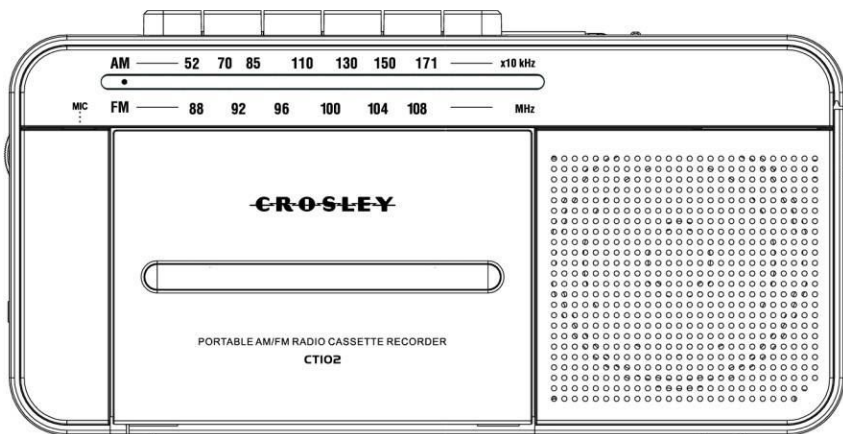 AM 52 70 85 110 130 150 171 x10 kHz
MIC FM 88 92 96 100 104 108 MHz
CROSLEY
PORTABLE AM/FM RADIO CASSETTE RECORDER
CT102